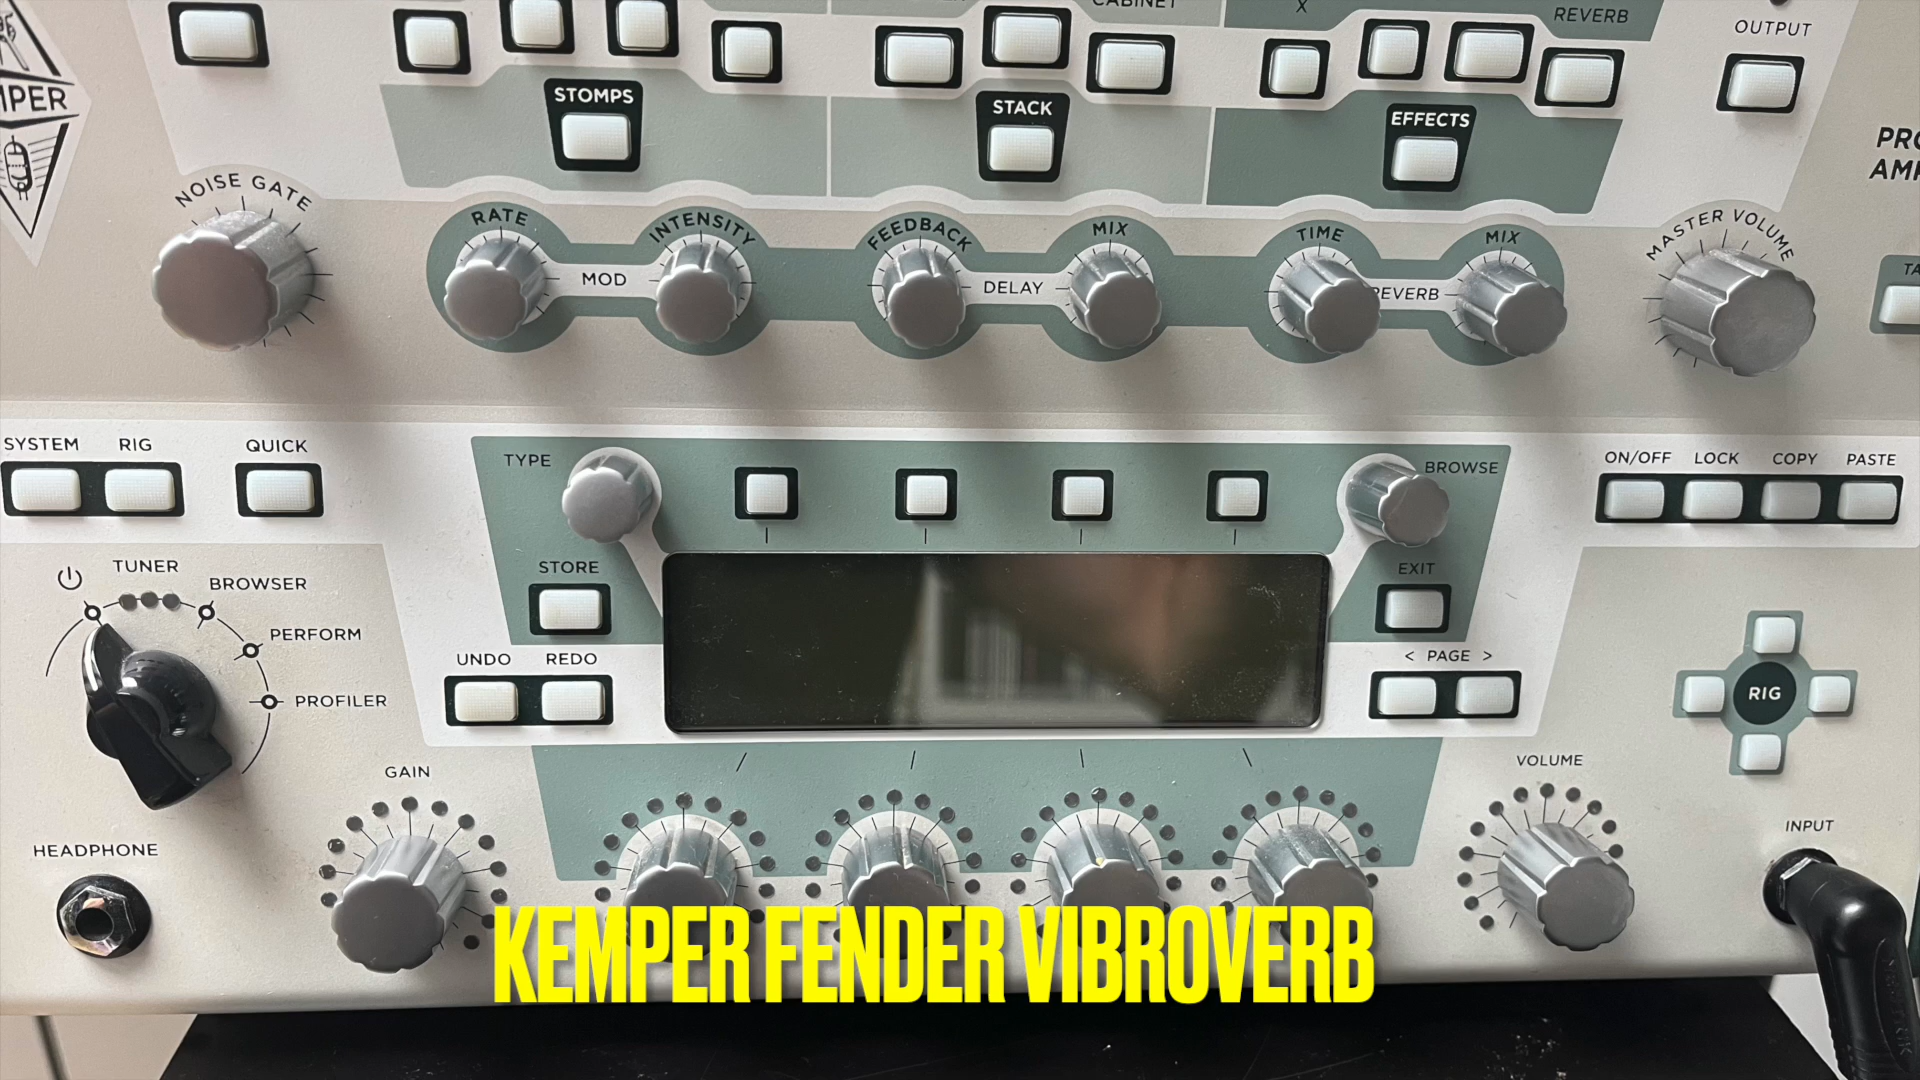 CABINET
X
REVERB
OUTPUT
STOMPS
STACK
EFFECTS
NOISE GATE
RATE
INTENSITY
FEEDBACK
MIX
TIME
MIX
MASTER VOLUME
MOD
DELAY
REVERB
SYSTEM
RIG
QUICK
TYPE
BROWSE
ON/OFF
LOCK
COPY
PASTE
STORE
EXIT
TUNER
BROWSER
PERFORM
PROFILER
UNDO
REDO
< PAGE >
RIG
GAIN
VOLUME
HEADPHONE
INPUT
KEMPER FENDER VIBROVERB